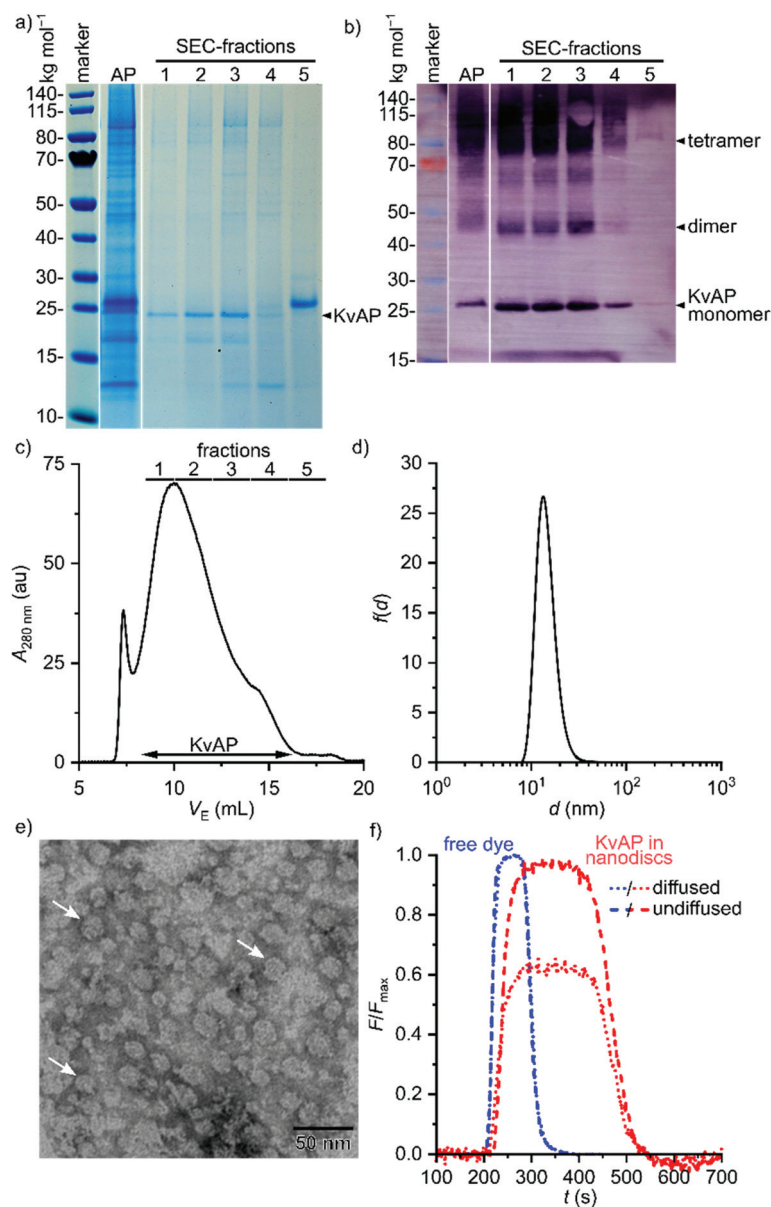 a)
kg mol⁻¹
marker
AP
SEC-fractions
1 2 3 4 5
140-
115-
80-
70-
50-
40-
30-
25-
15-
10-
KvAP
b)
kg mol⁻¹
marker
AP
SEC-fractions
1 2 3 4 5
140-
115-
80-
70-
50-
40-
30-
25-
15-
tetramer
dimer
KvAP
monomer
c)
fractions
1 2 3 4 5
75
50
25
0
A280 nm (au)
KvAP
5 10 15 20
VE (mL)
d)
30
25
20
15
10
5
0
f(d)
10⁰ 10¹ 10² 10³
d (nm)
e)
50 nm
f)
free dye
KvAP in
nanodiscs
diffused
undiffused
1.0
0.8
0.6
0.4
0.2
0.0
F/Fmax
100 200 300 400 500 600 700
t (s)